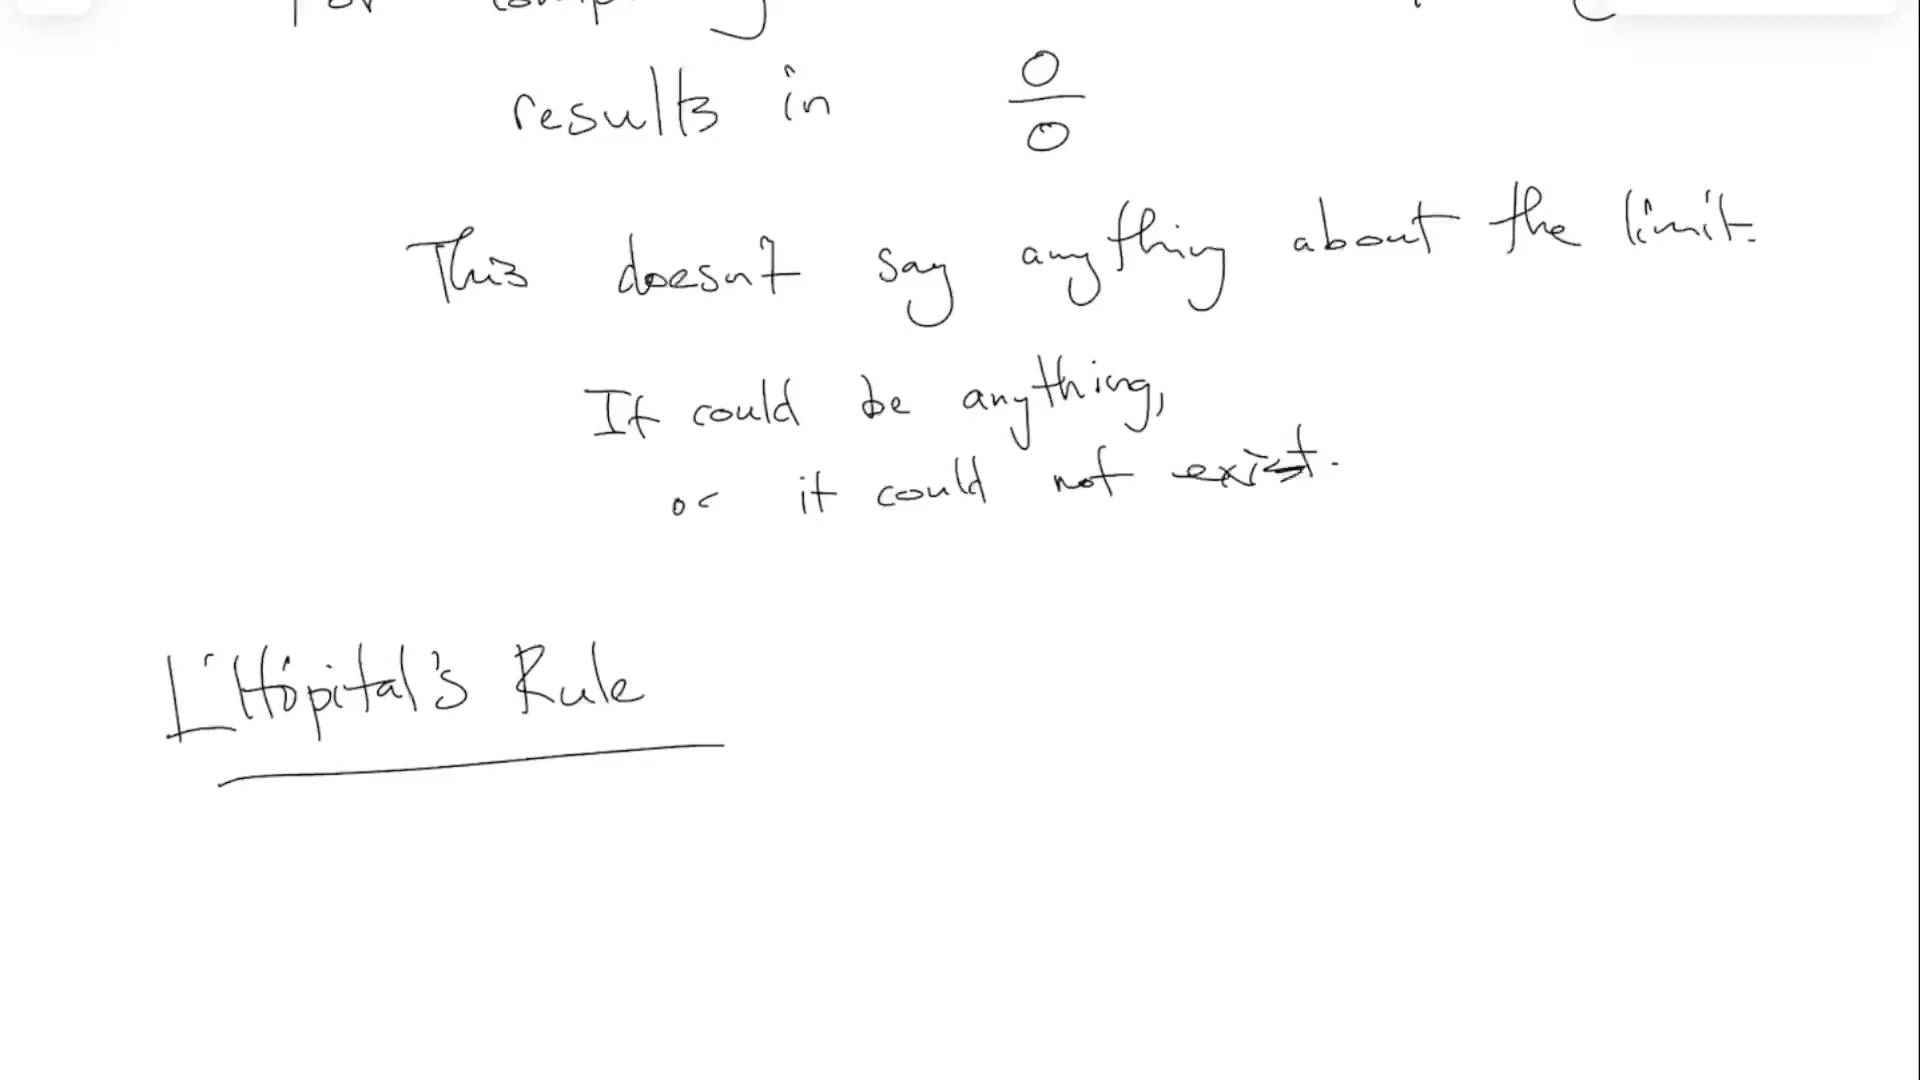 For
results in 0/0
This doesn't say anything about the limit.
It could be anything,
or it could not exist.
L'Hôpital's Rule